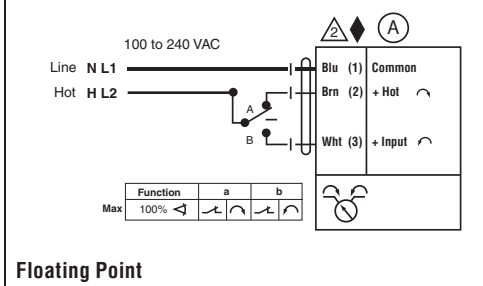 100 to 240 VAC
2 A
Line N L1 Blu (1) Common
Hot H L2 Brn (2) + Hot
A
B
Wht (3) + Input
Function a b
Max 100%
Floating Point